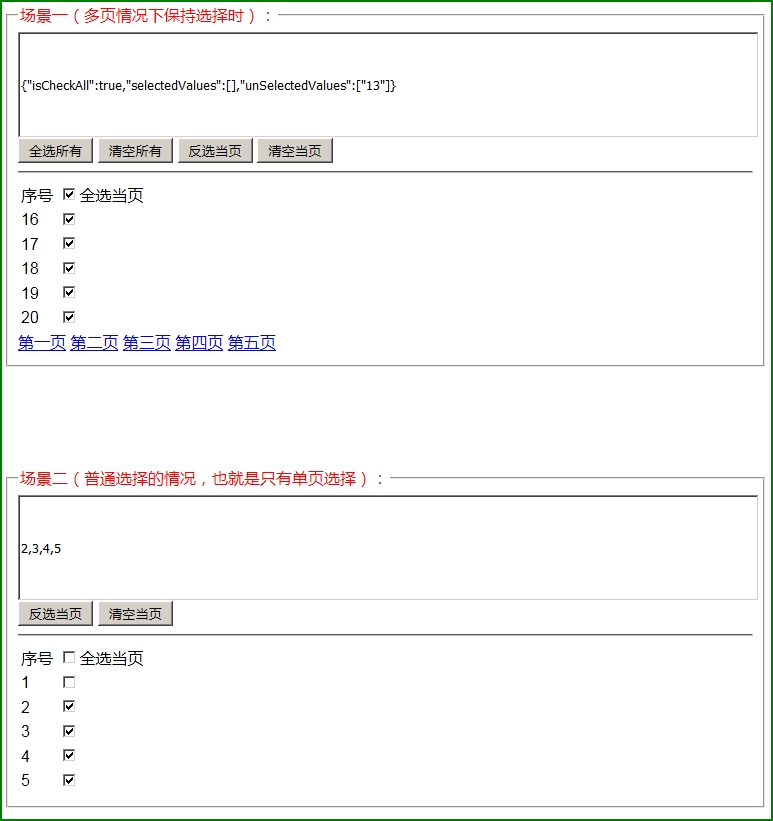 场景一（多页情况下保持选择时）：
{"isCheckAll":true,"selectedValues":[],"unSelectedValues":["13"]}
全选所有 清空所有 反选当页 清空当页
序号 全选当页
16
17
18
19
20
第一页 第二页 第三页 第四页 第五页
场景二（普通选择的情况，也就是只有单页选择）：
2,3,4,5
反选当页 清空当页
序号 全选当页
1
2
3
4
5